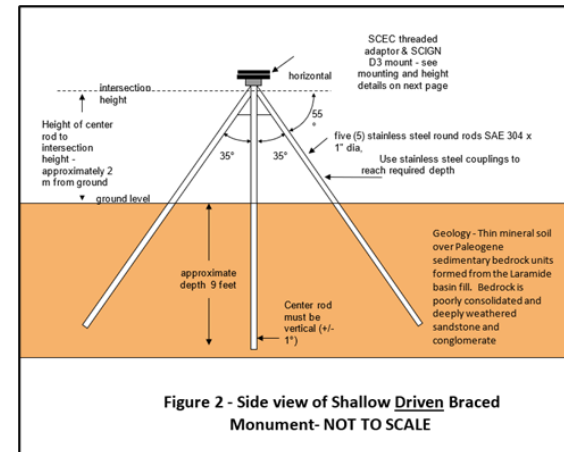 SCEC threaded
adaptor & SCIGN
D3 mount - see
mounting and height
details on next page
horizontal
intersection
height
Height of center
rod to
intersection
height -
approximately 2
m from ground
ground level
55
°
35°
35°
five (5) stainless steel round rods SAE 304 x
1" dia,
Use stainless steel couplings to
reach required depth
approximate
depth 9 feet
Center rod
must be
vertical (+/-
1°)
Geology - Thin mineral soil
over Paleogene
sedimentary bedrock units
formed from the Laramide
basin fill. Bedrock is
poorly consolidated and
deeply weathered
sandstone and
conglomerate
Figure 2 - Side view of Shallow Driven Braced
Monument- NOT TO SCALE